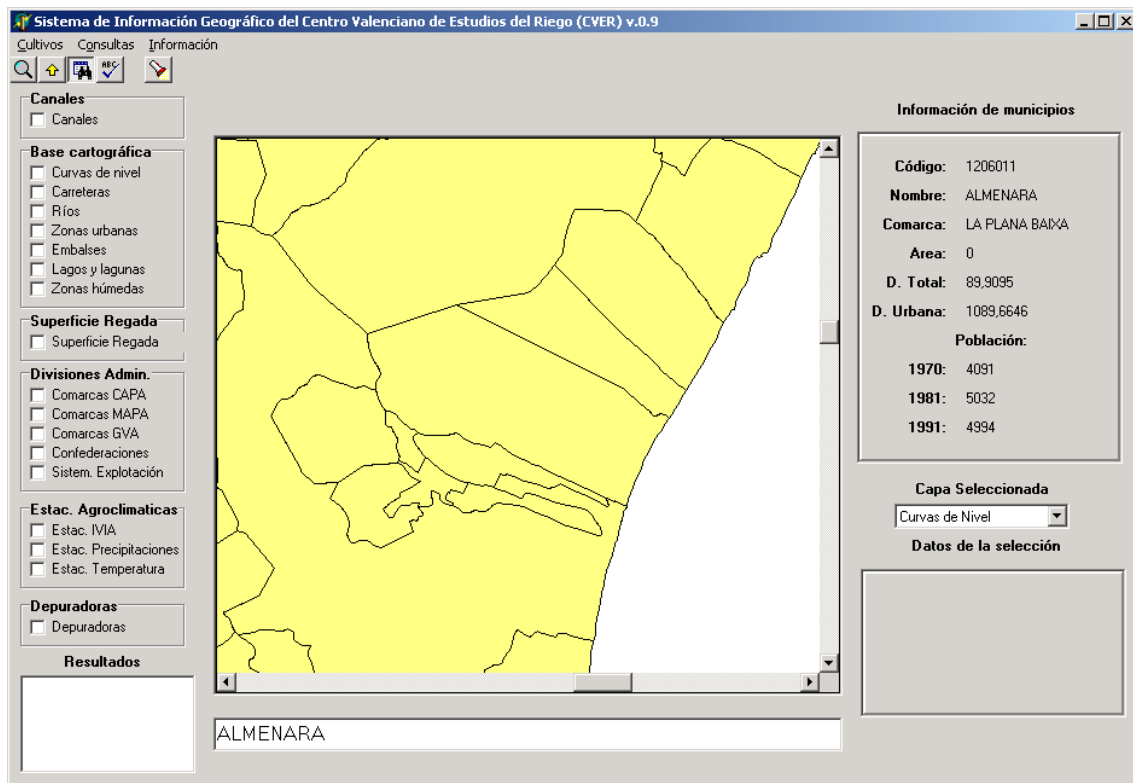 Sistema de Información Geográfico del Centro Valenciano de Estudios del Riego (CVER) v.0.9
Cultivos Consultas Información
ABC
Canales
Canales
Base cartográfica
Curvas de nivel
Carreteras
Ríos
Zonas urbanas
Embalses
Lagos y lagunas
Zonas húmedas
Superficie Regada
Superficie Regada
Divisiones Admin.
Comarcas CAPA
Comarcas MAPA
Comarcas GVA
Confederaciones
Sistem. Explotación
Estac. Agroclimaticas
Estac. IVIA
Estac. Precipitaciones
Estac. Temperatura
Depuradoras
Depuradoras
Resultados
ALMENARA
Información de municipios
Código: 1206011
Nombre: ALMENARA
Comarca: LA PLANA BAIXA
Area: 0
D. Total: 89,9095
D. Urbana: 1089,6646
Población:
1970: 4091
1981: 5032
1991: 4994
Capa Seleccionada
Curvas de Nivel
Datos de la selección